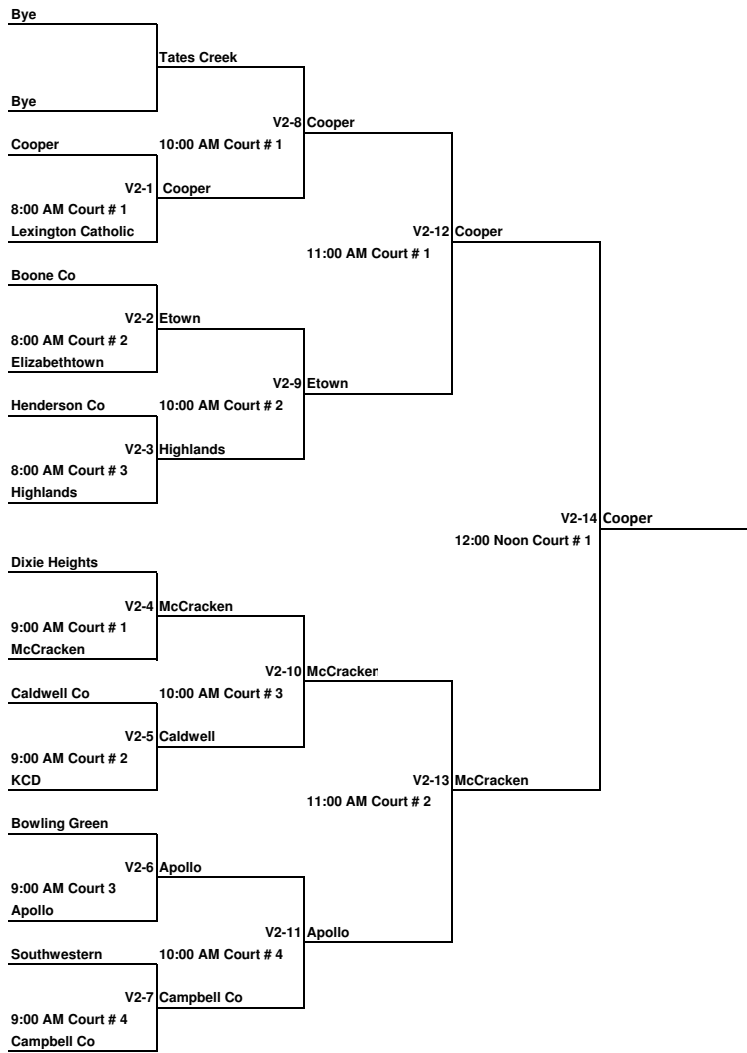 Bye
Tates Creek
Bye
V2-8 Cooper
Cooper
10:00 AM Court # 1
V2-1 Cooper
8:00 AM Court # 1
Lexington Catholic
V2-12 Cooper
11:00 AM Court # 1
Boone Co
V2-2 Etown
8:00 AM Court # 2
Elizabethtown
V2-9 Etown
Henderson Co
10:00 AM Court # 2
V2-3 Highlands
8:00 AM Court # 3
Highlands
V2-14 Cooper
12:00 Noon Court # 1
Dixie Heights
V2-4 McCracken
9:00 AM Court # 1
McCracken
V2-10 McCracken
Caldwell Co
10:00 AM Court # 3
V2-5 Caldwell
9:00 AM Court # 2
KCD
V2-13 McCracken
11:00 AM Court # 2
Bowling Green
V2-6 Apollo
9:00 AM Court 3
Apollo
V2-11 Apollo
Southwestern
10:00 AM Court # 4
V2-7 Campbell Co
9:00 AM Court # 4
Campbell Co